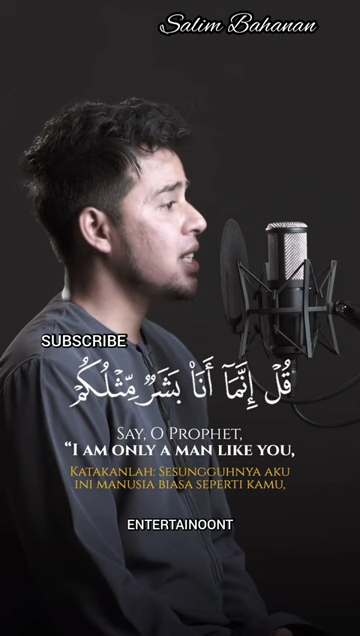 Salim Bahanan
SUBSCRIBE
قُلْ إِنَّمَآ أَنَا۠ بَشَرٌ مِّثْلُكُمْ
SAY, O PROPHET,
“I AM ONLY A MAN LIKE YOU,
KATAKANLAH: SESUNGGUHNYA AKU
INI MANUSIA BIASA SEPERTI KAMU,
ENTERTAINOONT